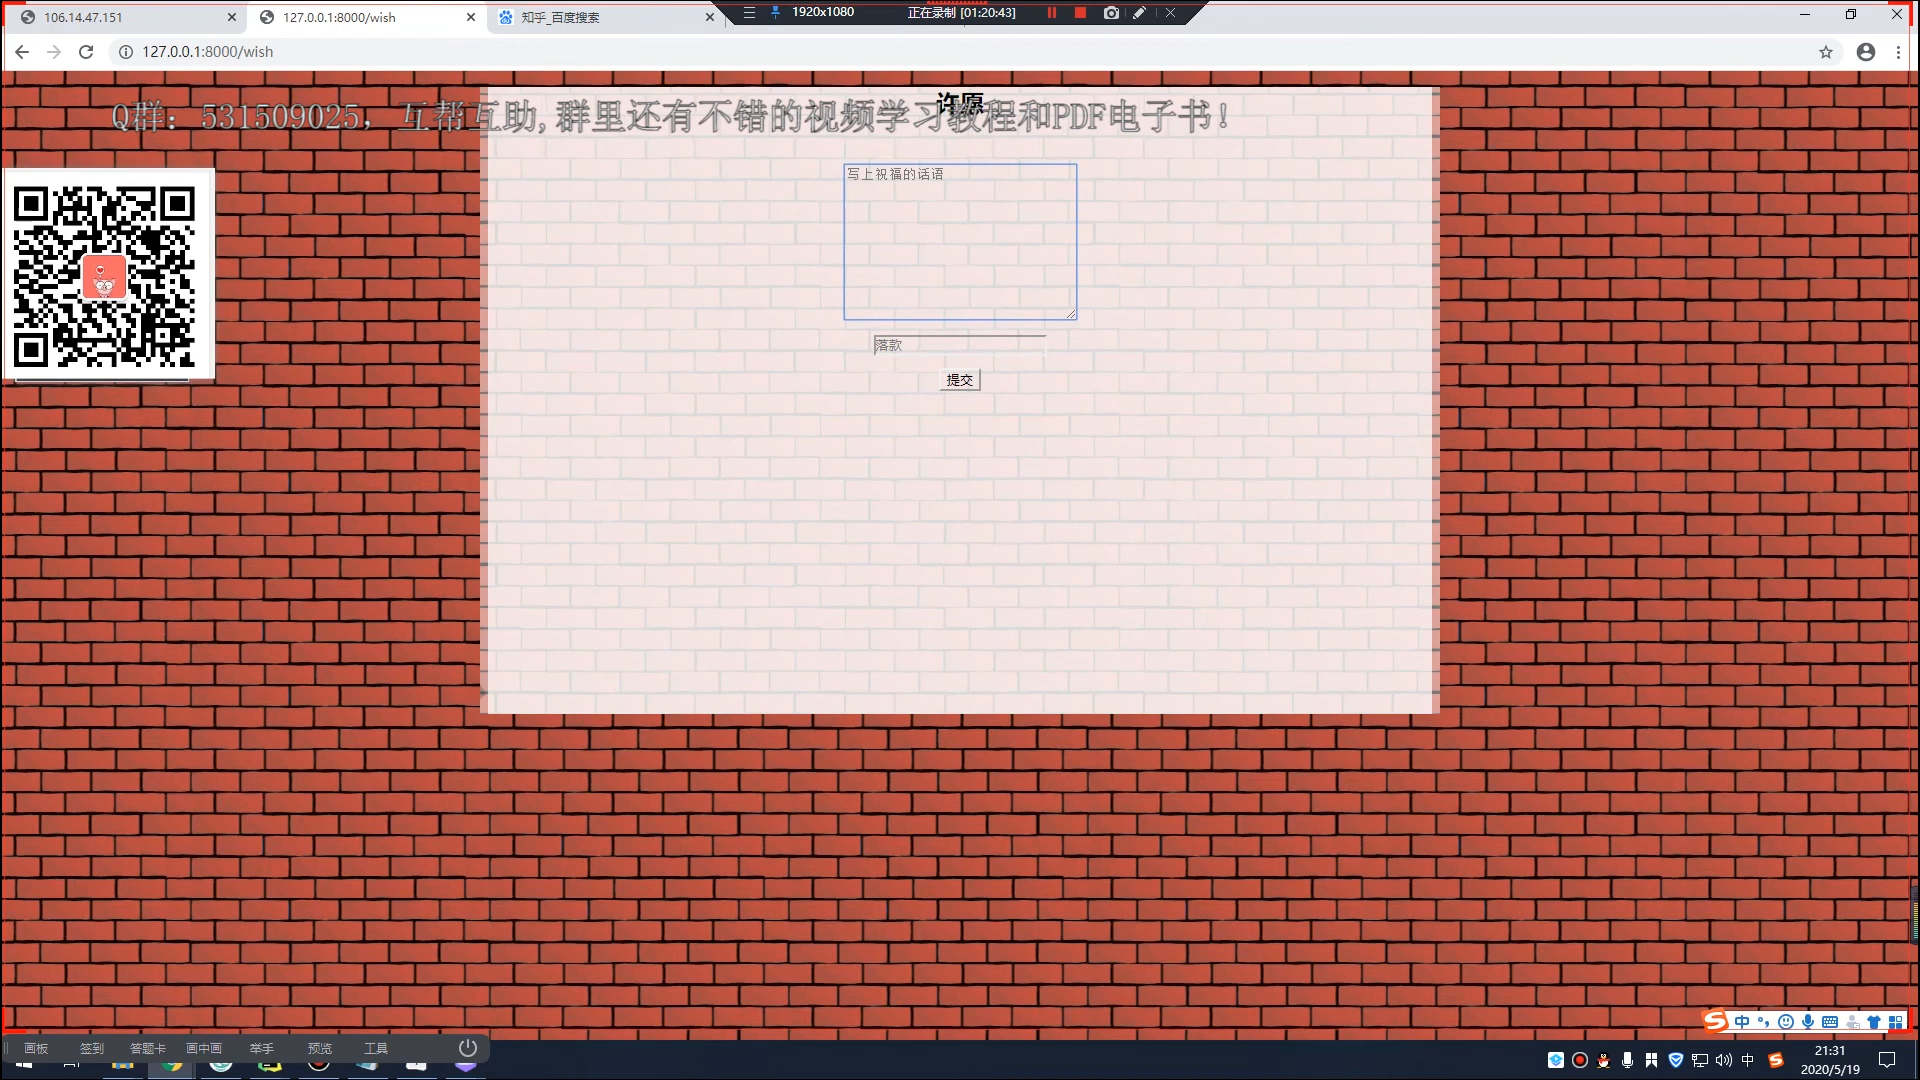 106.14.47.151
127.0.0.1:8000/wish
知乎_百度搜索
1920x1080
正在录制 [01:20:43]
127.0.0.1:8000/wish
许愿
Q群：531509025，互帮互助,群里还有不错的视频学习教程和PDF电子书！
写上祝福的话语
落款
提交
中
画板
签到
答题卡
画中画
举手
预览
工具
中
21:31
2020/5/19